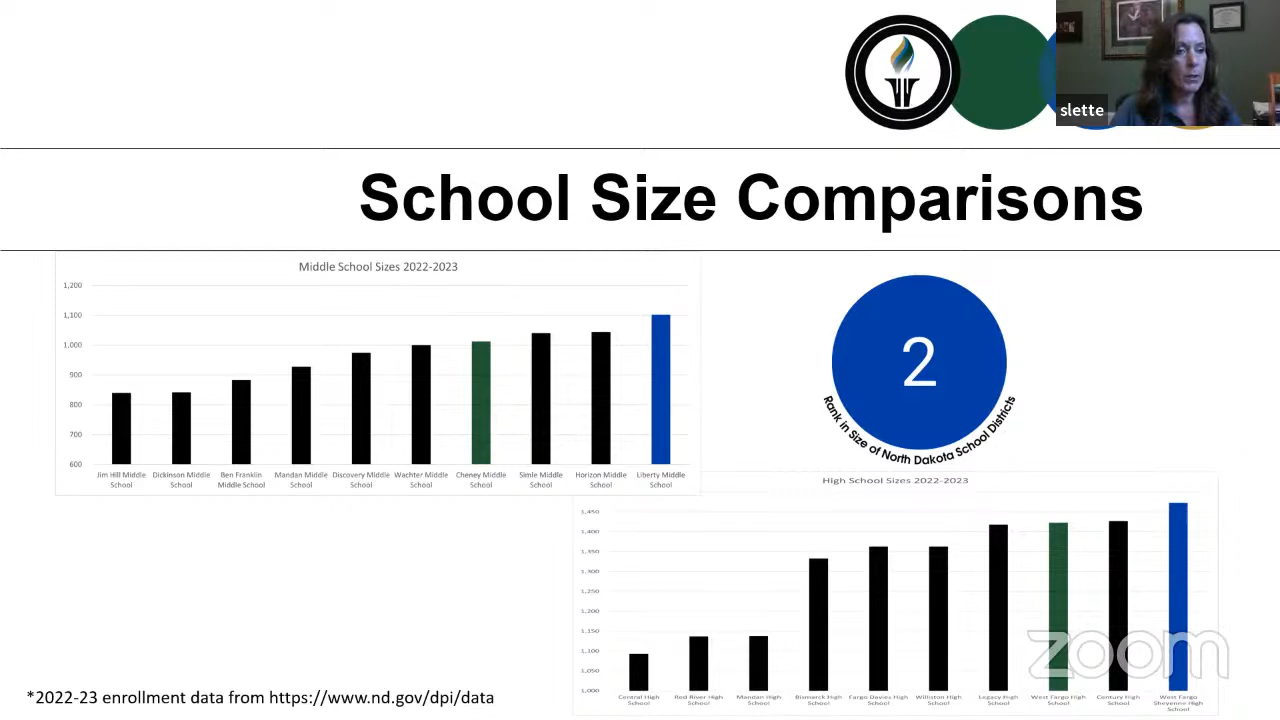 slette
School Size Comparisons
Middle School Sizes 2022-2023
1,200
1,100
1,000
900
800
700
600
Jim Hill Middle School
Dickinson Middle School
Ben Franklin Middle School
Mandan Middle School
Discovery Middle School
Wachter Middle School
Cheney Middle School
Simle Middle School
Horizon Middle School
Liberty Middle School
2
Rank in Size of North Dakota School Districts
High School Sizes 2022-2023
1,450
1,400
1,350
1,300
1,250
1,200
1,150
1,100
1,050
1,000
Central High School
Red River High School
Mandan High School
Bismarck High School
Fargo Davies High School
Williston High School
Legacy High School
West Fargo High School
Century High School
West Fargo Sheyenne High School
zoom
*2022-23 enrollment data from https://www.nd.gov/dpi/data